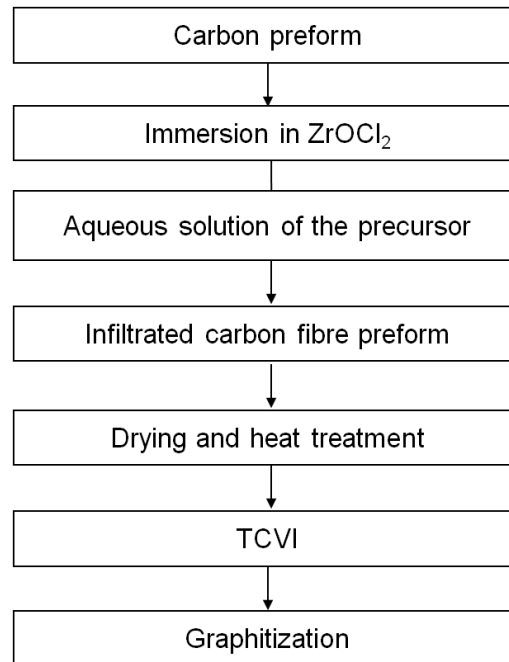 Carbon preform
Immersion in ZrOCl₂
Aqueous solution of the precursor
Infiltrated carbon fibre preform
Drying and heat treatment
TCVI
Graphitization